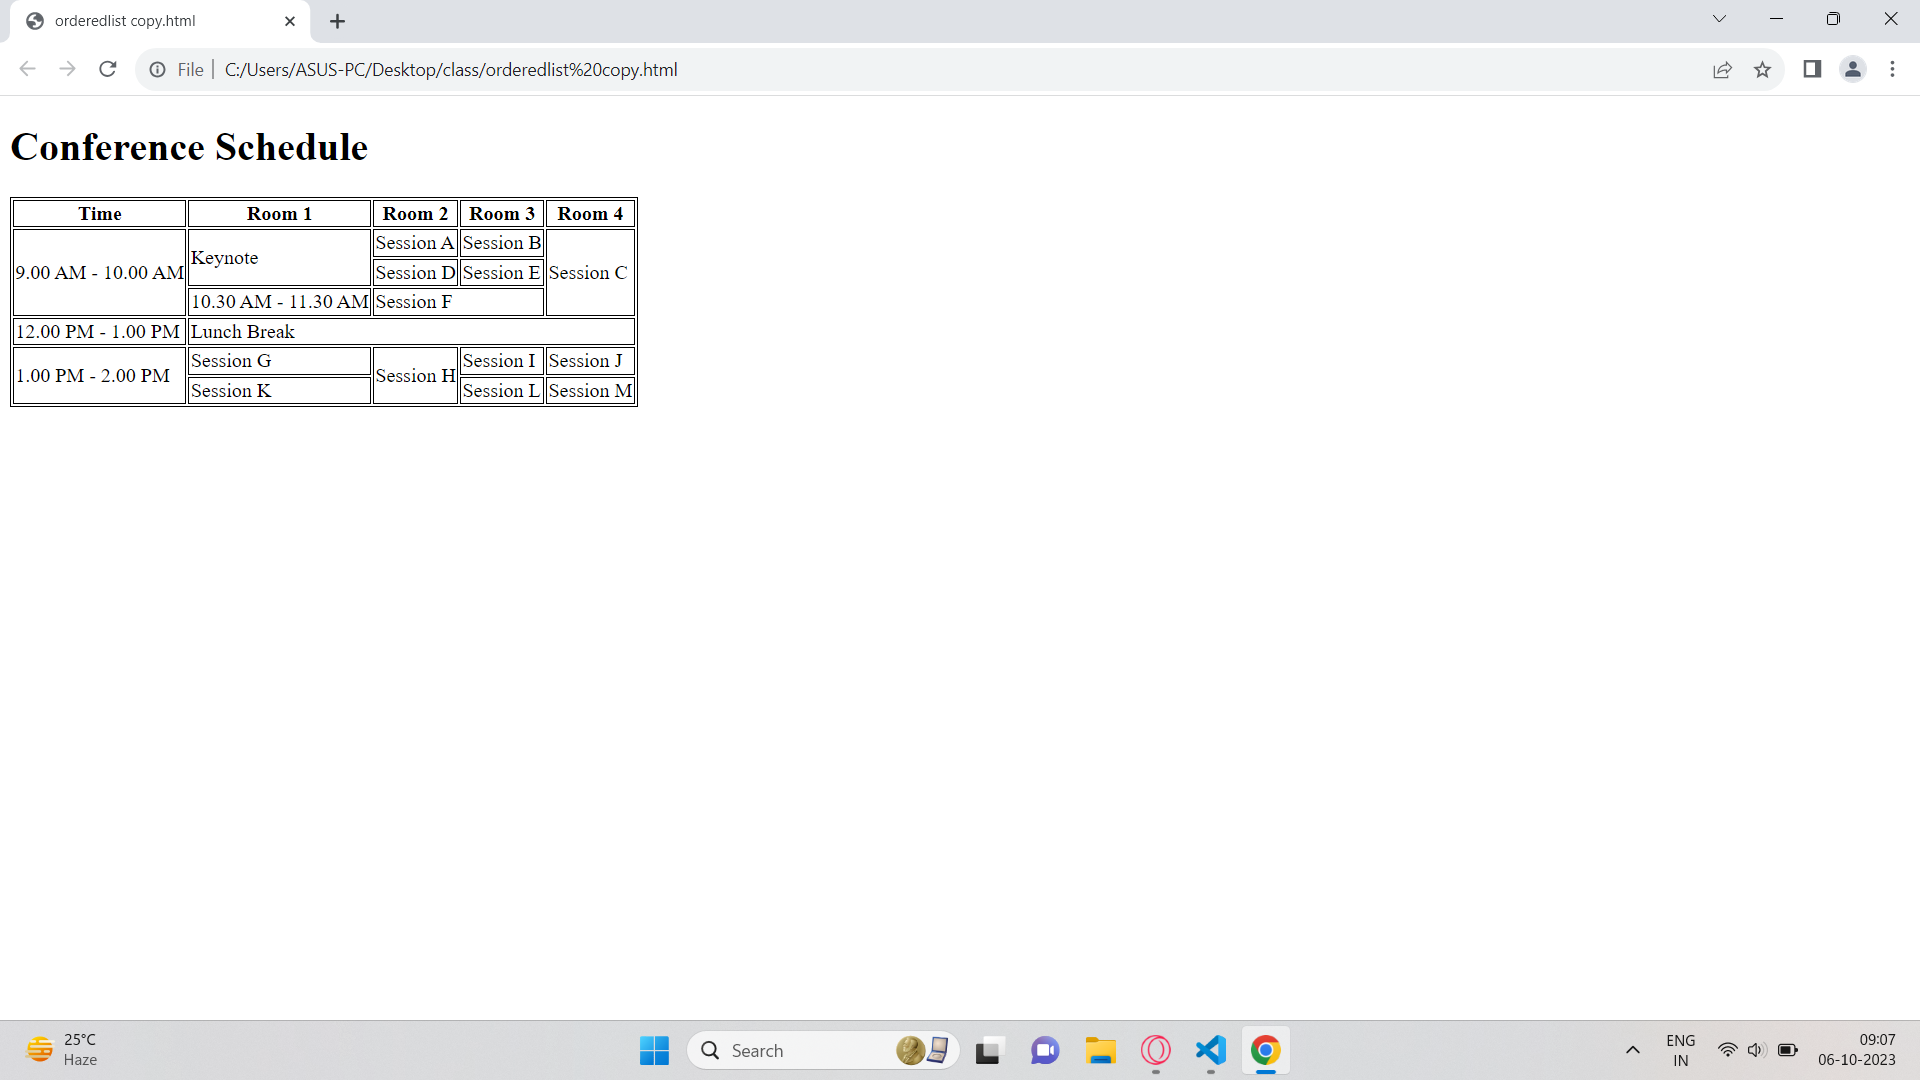 orderedlist copy.html
File C:/Users/ASUS-PC/Desktop/class/orderedlist%20copy.html
Conference Schedule
Time Room 1 Room 2 Room 3 Room 4
9.00 AM - 10.00 AM Keynote Session A Session B Session C
Session D Session E
10.30 AM - 11.30 AM Session F
12.00 PM - 1.00 PM Lunch Break
1.00 PM - 2.00 PM Session G Session H Session I Session J
Session K Session L Session M
25°C
Haze
Search
ENG
IN
09:07
06-10-2023